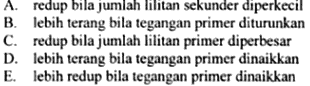 A. redup bila jumlah lilitan sekunder diperkecil
B. lebih terang bila tegangan primer diturunkan
C. redup bila jumlah lilitan primer diperbesar
D. lebih terang bila tegangan primer dinaikkan
E. lebih redup bila tegangan primer dinaikkan